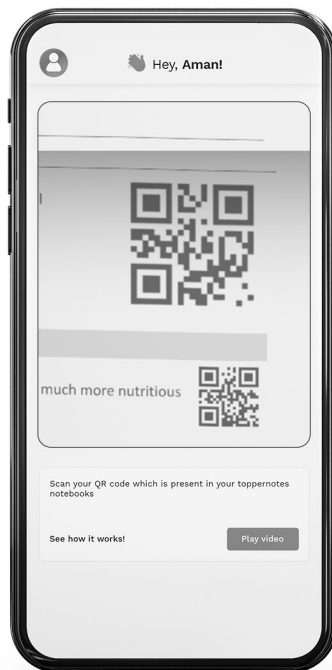 Hey, Aman!
much more nutritious
Scan your QR code which is present in your toppernotes
notebooks
See how it works!
Play video